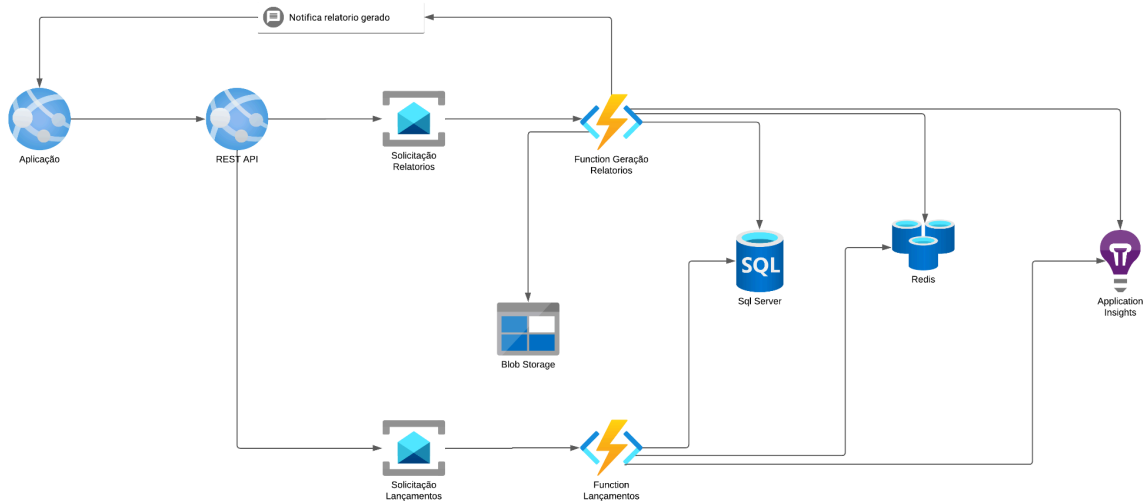 Notifica relatorio gerado
Aplicação
REST API
Solicitação
Relatorios
Function Geração
Relatorios
SQL
Sql Server
Redis
Application
Insights
Blob Storage
Solicitação
Lançamentos
Function
Lançamentos